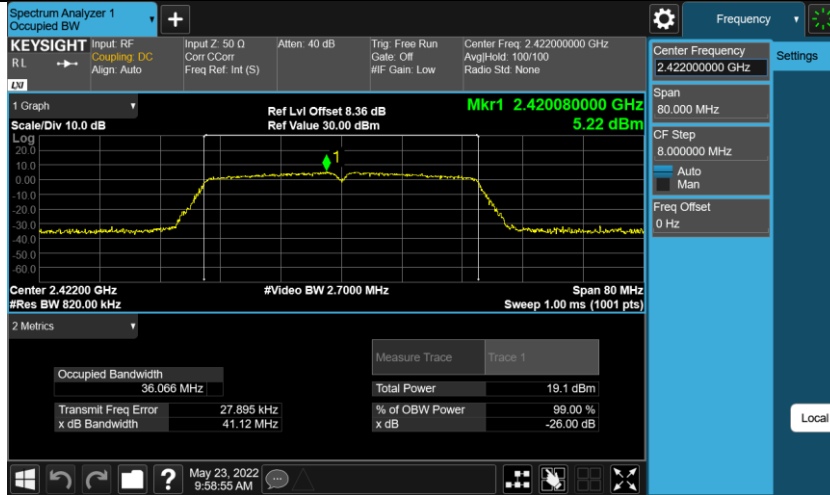 Spectrum Analyzer 1
Occupied BW
Frequency
KEYSIGHT
R L
LXI
Input: RF
Coupling: DC
Align: Auto
Input Z: 50 Ω
Corr CCorr
Freq Ref: Int (S)
Atten: 40 dB
Trig: Free Run
Gate: Off
#IF Gain: Low
Center Freq: 2.422000000 GHz
Avg|Hold: 100/100
Radio Std: None
Center Frequency
2.422000000 GHz
Settings
Span
80.000 MHz
CF Step
8.000000 MHz
Auto
Man
Freq Offset
0 Hz
Local
1 Graph
Scale/Div 10.0 dB
Ref Lvl Offset 8.36 dB
Ref Value 30.00 dBm
Mkr1 2.420080000 GHz
5.22 dBm
Log
20.0
10.0
0.00
-10.0
-20.0
-30.0
-40.0
-50.0
-60.0
1
Center 2.42200 GHz
#Res BW 820.00 kHz
#Video BW 2.7000 MHz
Span 80 MHz
Sweep 1.00 ms (1001 pts)
2 Metrics
Measure Trace Trace 1
Occupied Bandwidth
36.066 MHz
Total Power 19.1 dBm
Transmit Freq Error 27.895 kHz
% of OBW Power 99.00 %
x dB Bandwidth 41.12 MHz
x dB -26.00 dB
May 23, 2022
9:58:55 AM